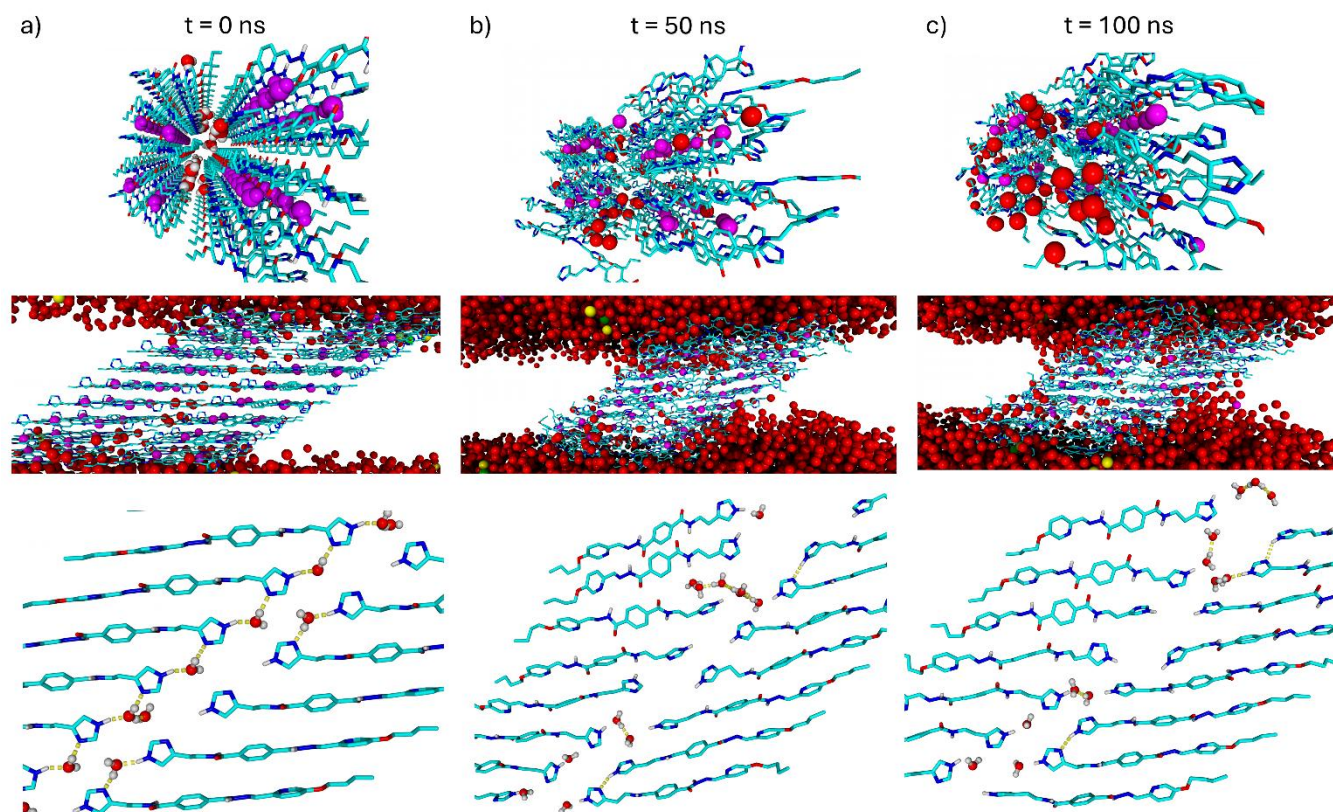 a) t = 0 ns
b) t = 50 ns
c) t = 100 ns